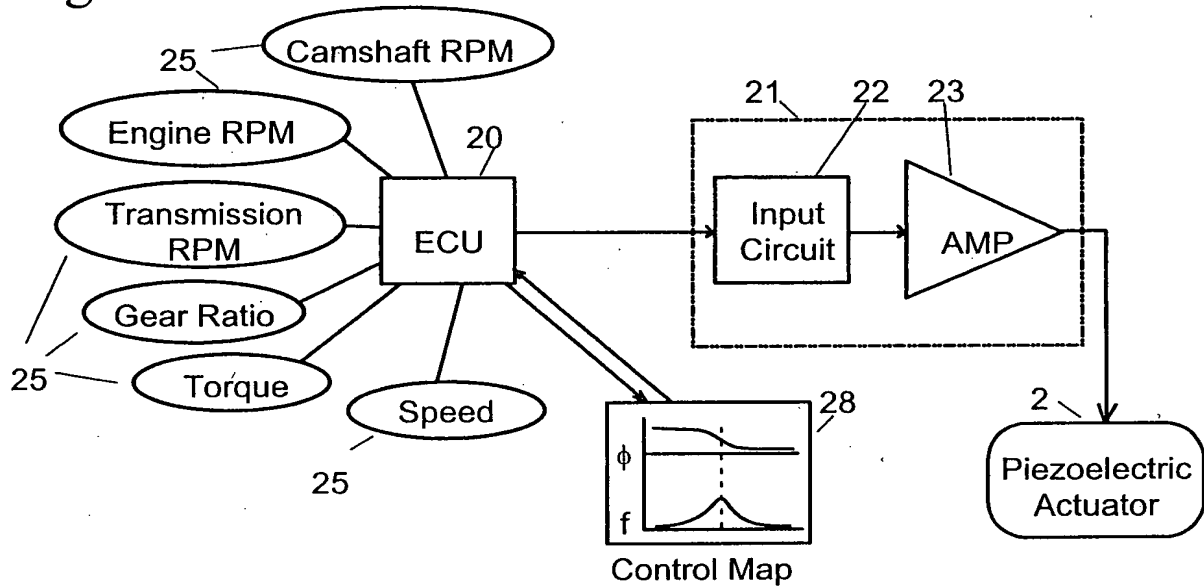 Camshaft RPM
25
25
Engine RPM
20
21
22
23
Transmission
RPM
ECU
Input
Circuit
AMP
Gear Ratio
25
Torque
Speed
25
28
ϕ
f
Control Map
2
Piezoelectric
Actuator